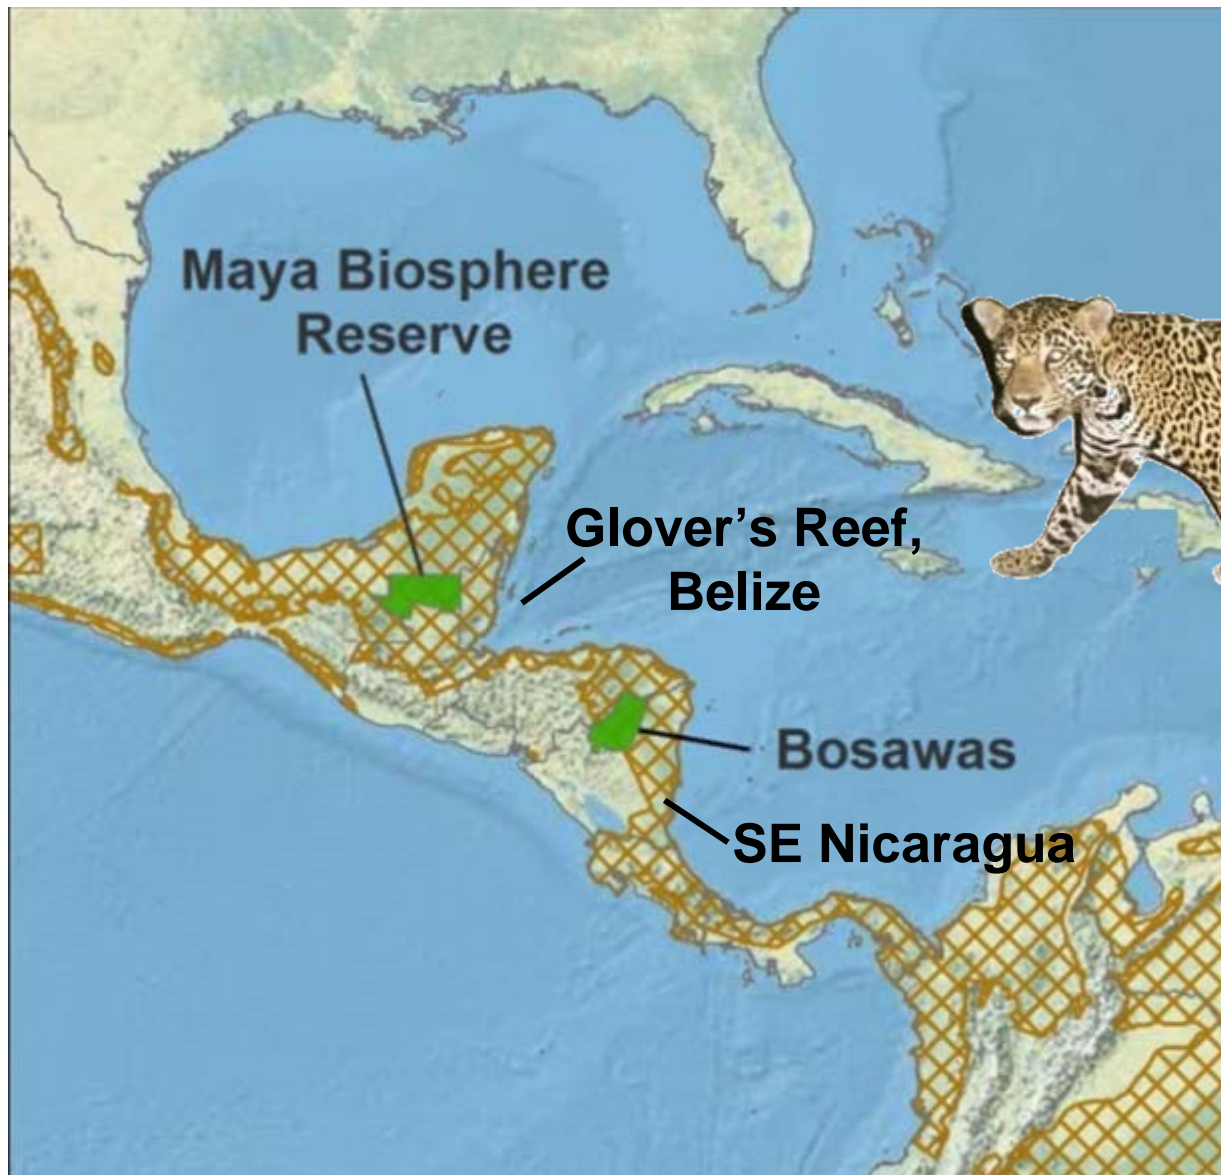 Maya Biosphere
Reserve
Glover’s Reef,
Belize
Bosawas
SE Nicaragua